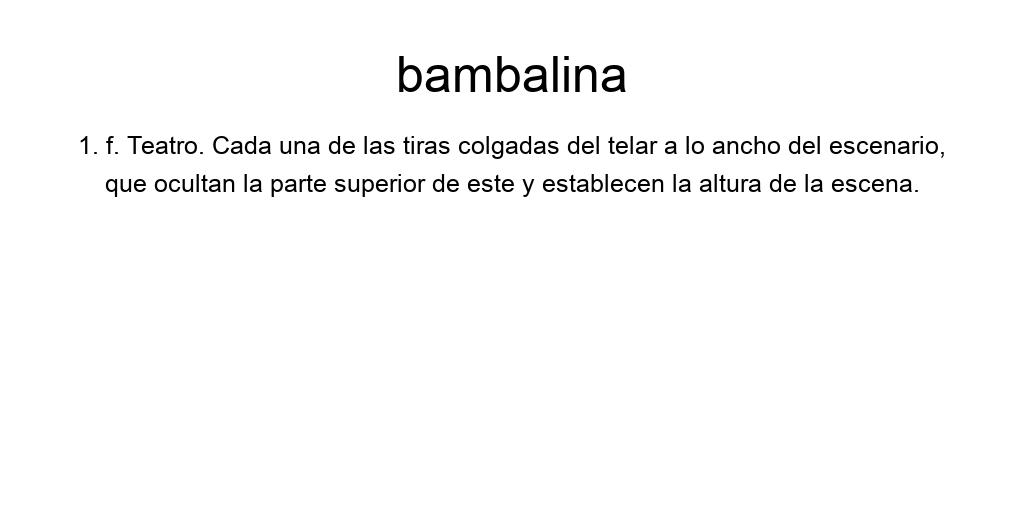 bambalina
1. f. Teatro. Cada una de las tiras colgadas del telar a lo ancho del escenario,
que ocultan la parte superior de este y establecen la altura de la escena.